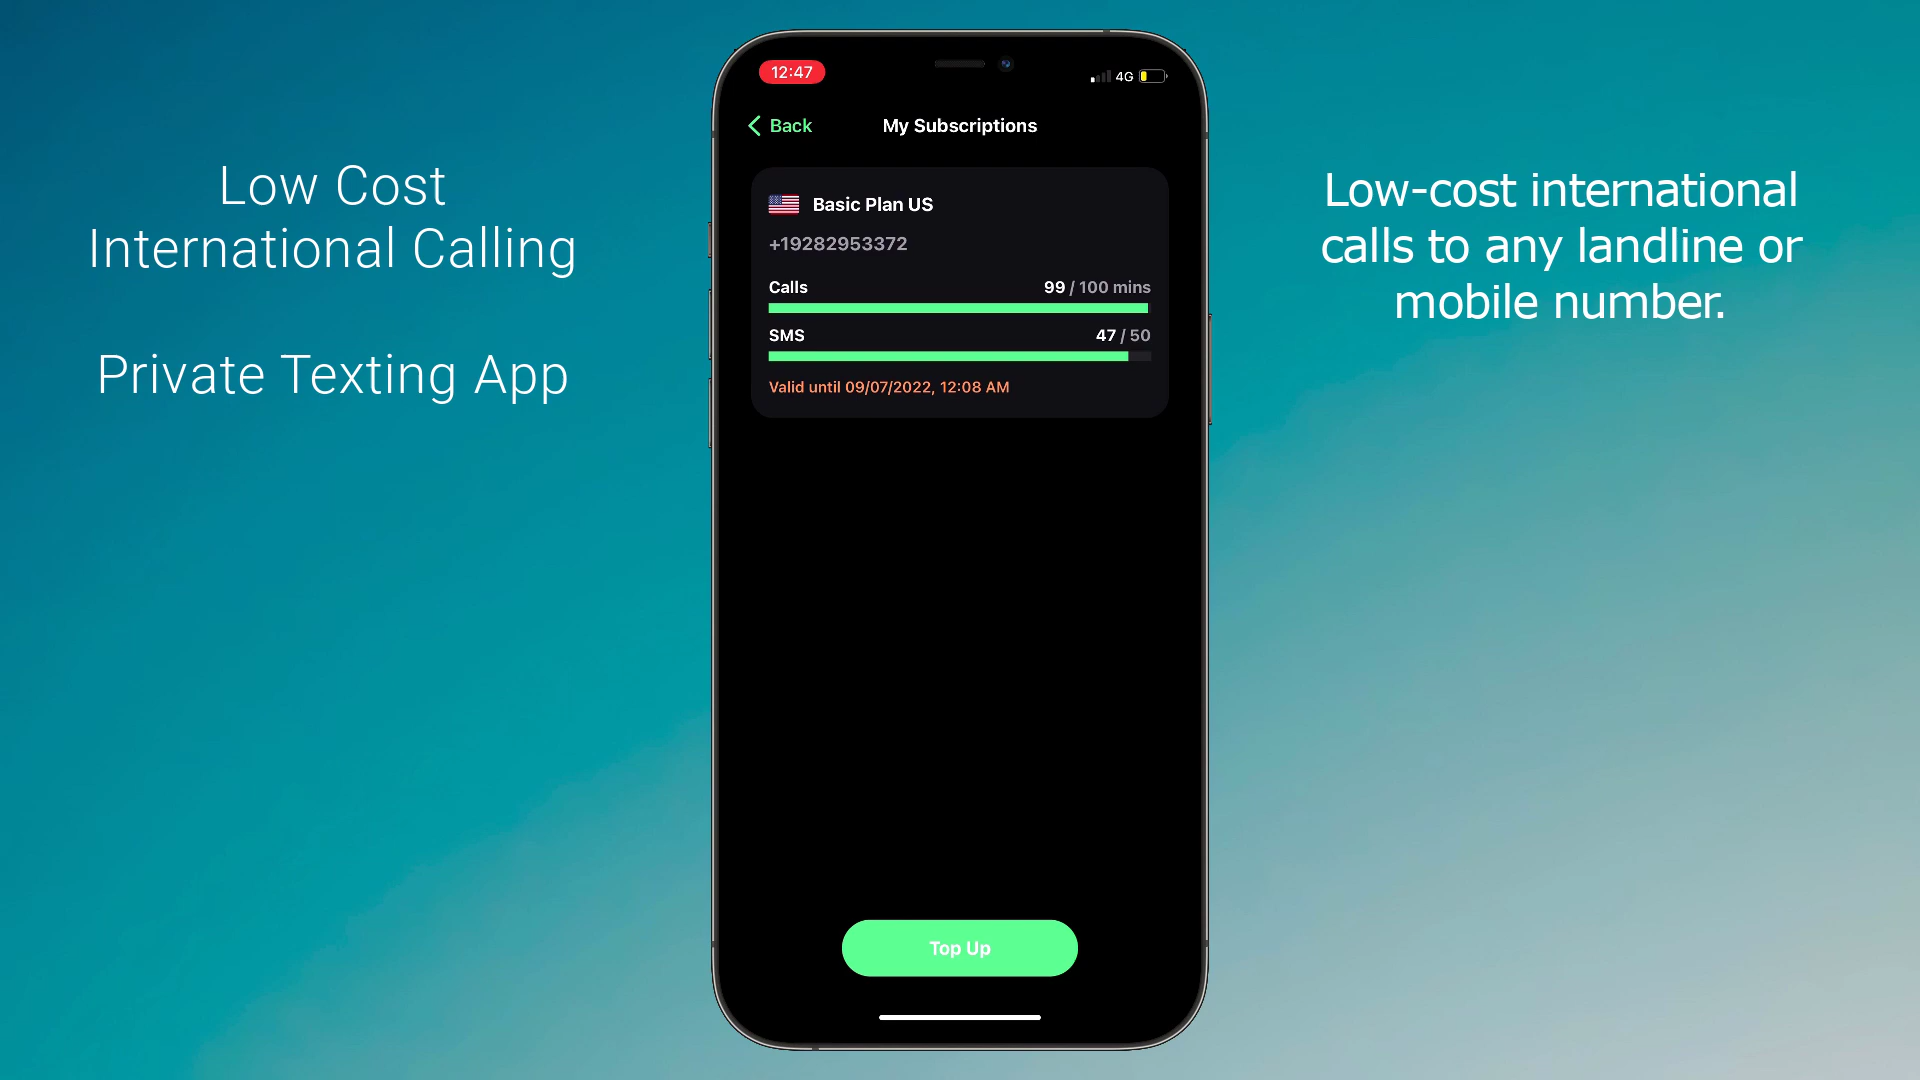 Low Cost
International Calling
Private Texting App
12:47
4G
Back
My Subscriptions
Basic Plan US
+19282953372
Calls 99 / 100 mins
SMS 47 / 50
Valid until 09/07/2022, 12:08 AM
Top Up
Low-cost international
calls to any landline or
mobile number.